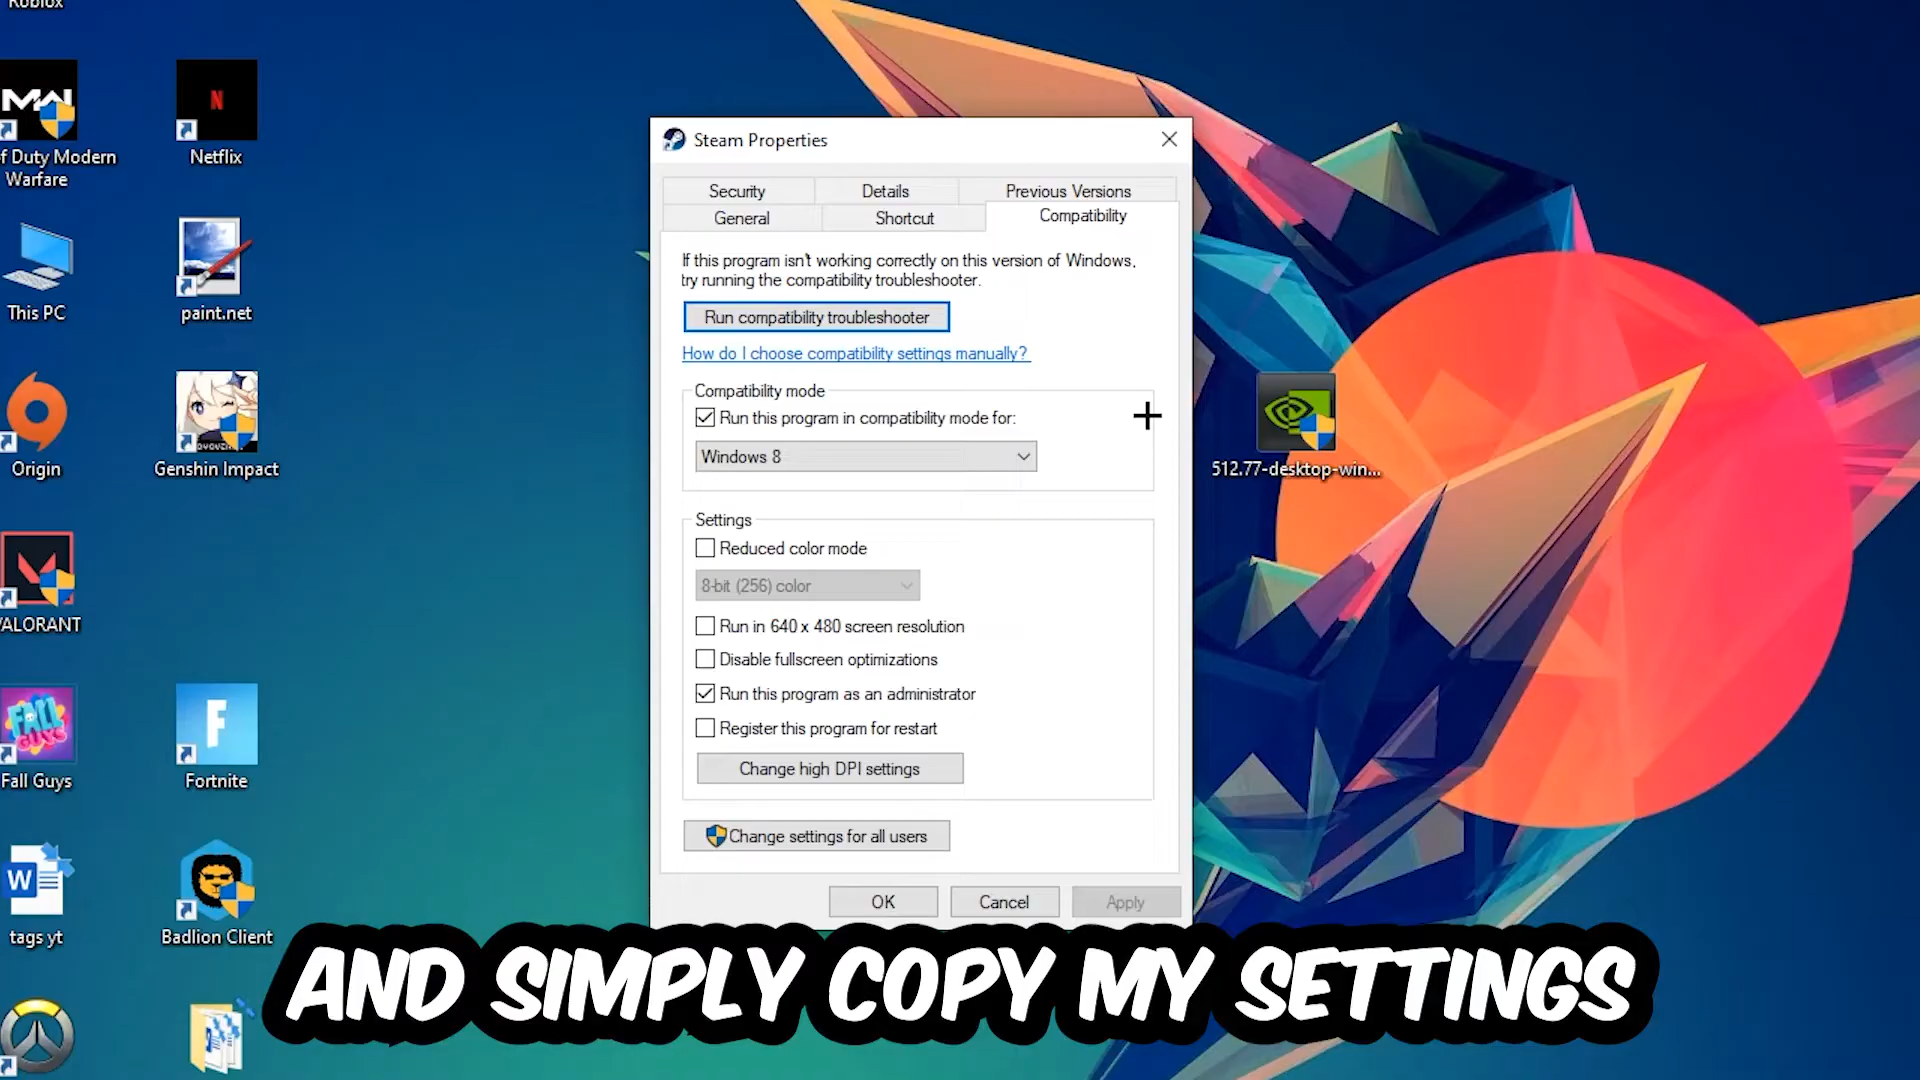 Roblox
MW
f Duty Modern
Warfare
N
Netflix
This PC
paint.net
Origin
Genshin Impact
VALORANT
FALL
GUYS
Fall Guys
F
Fortnite
W
tags yt
Badlion Client
Steam Properties
Security
Details
Previous Versions
General
Shortcut
Compatibility
If this program isn't working correctly on this version of Windows,
try running the compatibility troubleshooter.
Run compatibility troubleshooter
How do I choose compatibility settings manually?
Compatibility mode
Run this program in compatibility mode for:
Windows 8
Settings
Reduced color mode
8-bit (256) color
Run in 640 x 480 screen resolution
Disable fullscreen optimizations
Run this program as an administrator
Register this program for restart
Change high DPI settings
Change settings for all users
OK
Cancel
Apply
512.77-desktop-win...
AND SIMPLY COPY MY SETTINGS